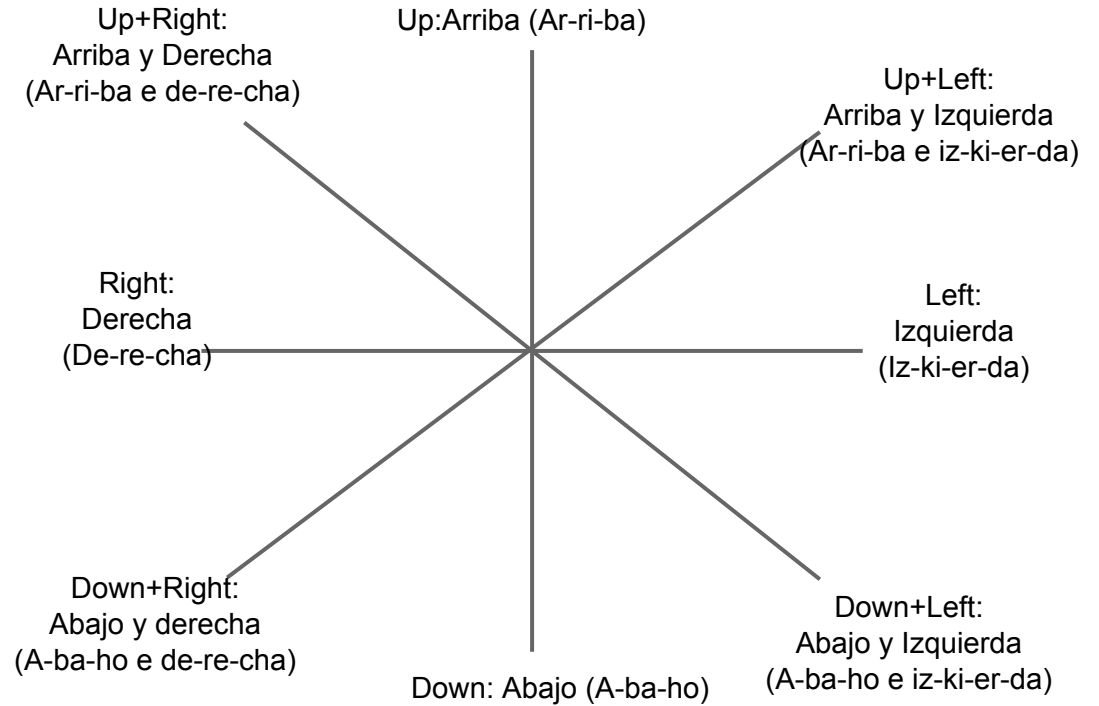 Up+Right:
Arriba y Derecha
(Ar-ri-ba e de-re-cha)
Up:Arriba (Ar-ri-ba)
Up+Left:
Arriba y Izquierda
(Ar-ri-ba e iz-ki-er-da)
Right:
Derecha
(De-re-cha)
Left:
Izquierda
(Iz-ki-er-da)
Down+Right:
Abajo y derecha
(A-ba-ho e de-re-cha)
Down: Abajo (A-ba-ho)
Down+Left:
Abajo y Izquierda
(A-ba-ho e iz-ki-er-da)